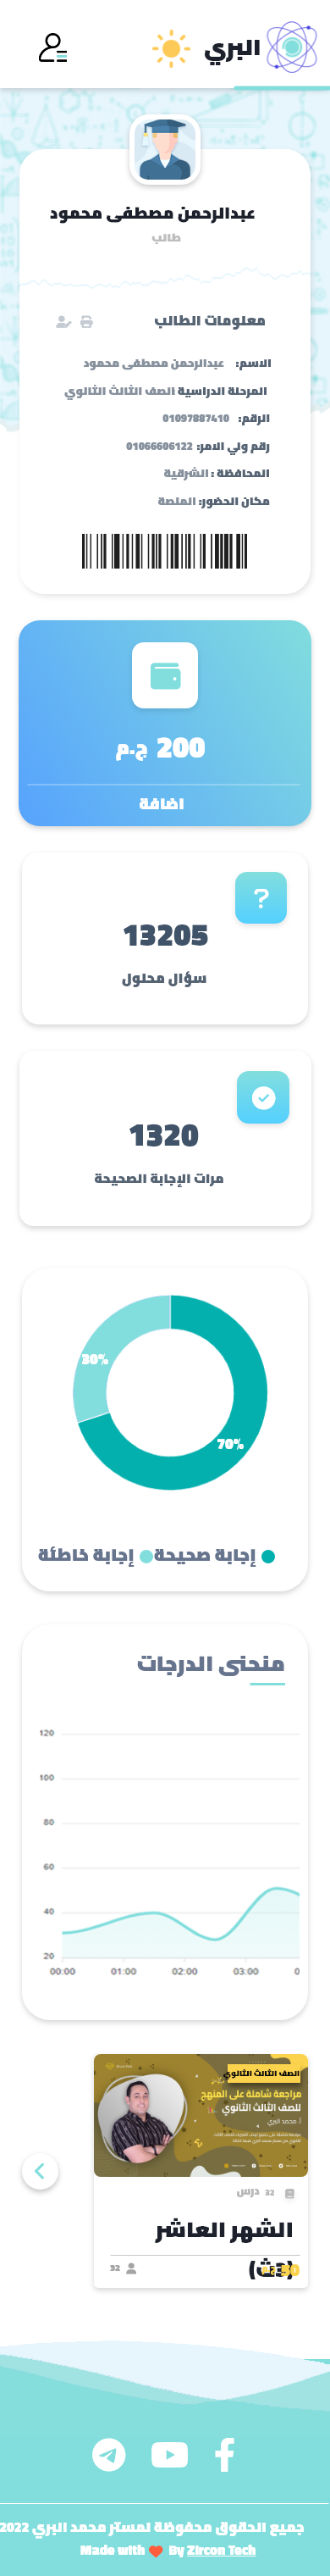 البري
عبدالرحمن مصطفى محمود
طالب
معلومات الطالب
الاسم: عبدالرحمن مصطفى محمود
المرحلة الدراسية الصف الثالث الثانوي
الرقم: 01097887410
رقم ولي الامر: 01066606122
المحافظة : الشرقية
مكان الحضور: المنصة
200 ج.م
اضافة
?
13205
سؤال محلول
1320
مرات الإجابة الصحيحة
30%
70%
إجابة صحيحة إجابة خاطئة
منحنى الدرجات
120
100
80
60
40
20
00:00 01:00 02:00 03:00 0
الصف الثالث الثانوي
مراجعة شاملة على المنهج
للصف الثالث الثانوي
أ. محمد البري
32 درس
الشهر العاشر
(3ث)
50
32
جميع الحقوق محفوظة لمستر محمد البري 2022
Made with By Zircon Tech